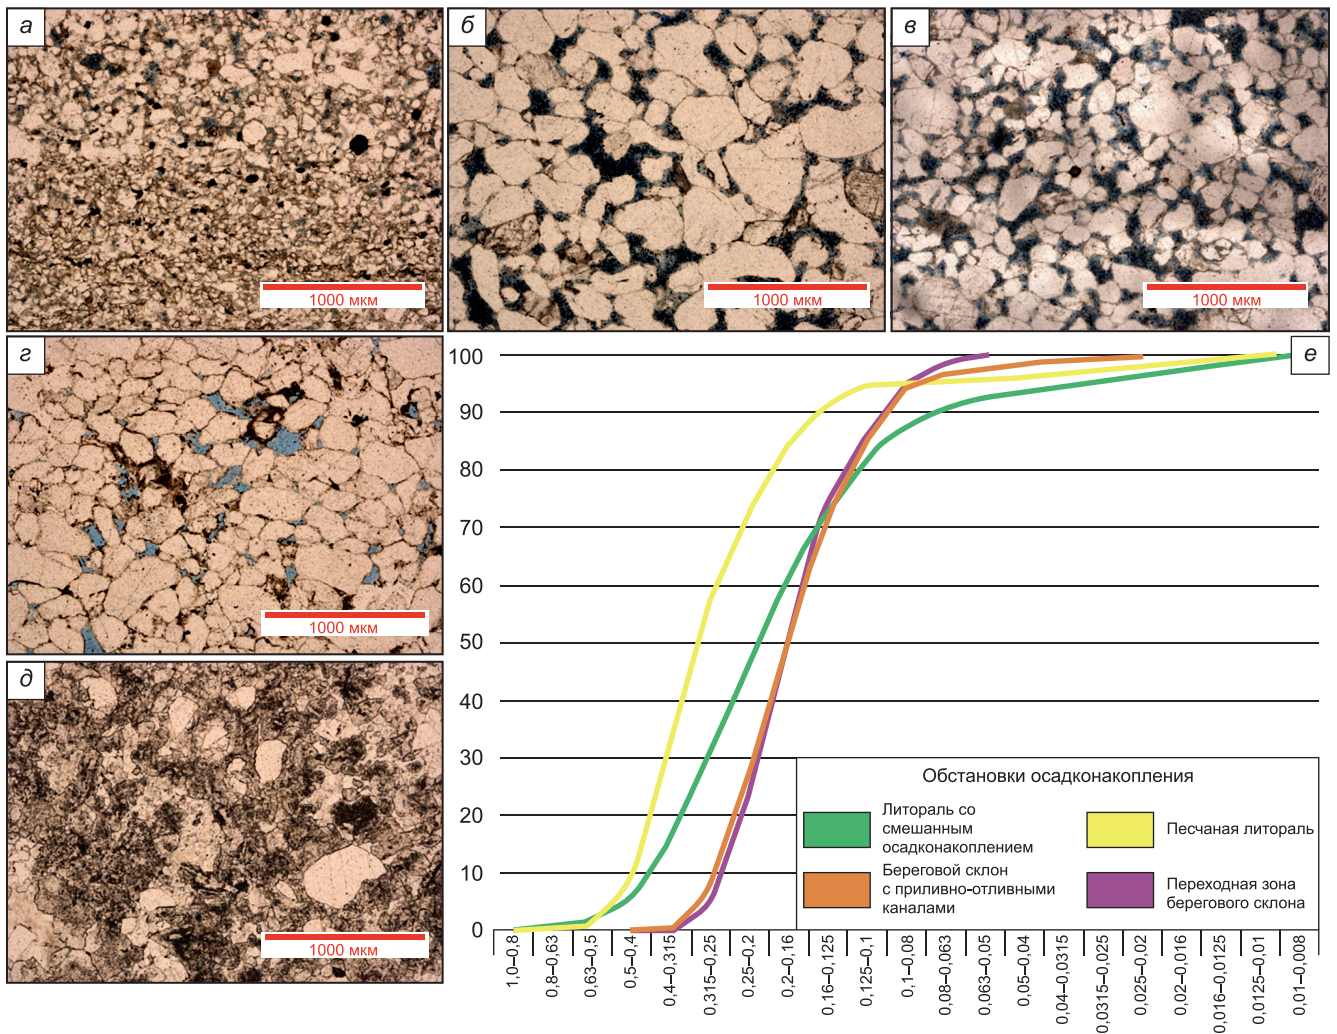 а
б
в
1000 мкм
1000 мкм
1000 мкм
г
е
1000 мкм
д
1000 мкм
100
90
80
70
60
50
40
30
20
10
0
Обстановки осадконакопления
Литораль со
смешанным
осадконакоплением
Песчаная литораль
Береговой склон
с приливно-отливными
каналами
Переходная зона
берегового склона
1,0–0,8
0,8–0,63
0,63–0,5
0,5–0,4
0,4–0,315
0,315–0,25
0,25–0,2
0,2–0,16
0,16–0,125
0,125–0,1
0,1–0,08
0,08–0,063
0,063–0,05
0,05–0,04
0,04–0,0315
0,0315–0,025
0,025–0,02
0,02–0,016
0,016–0,0125
0,0125–0,01
0,01–0,008